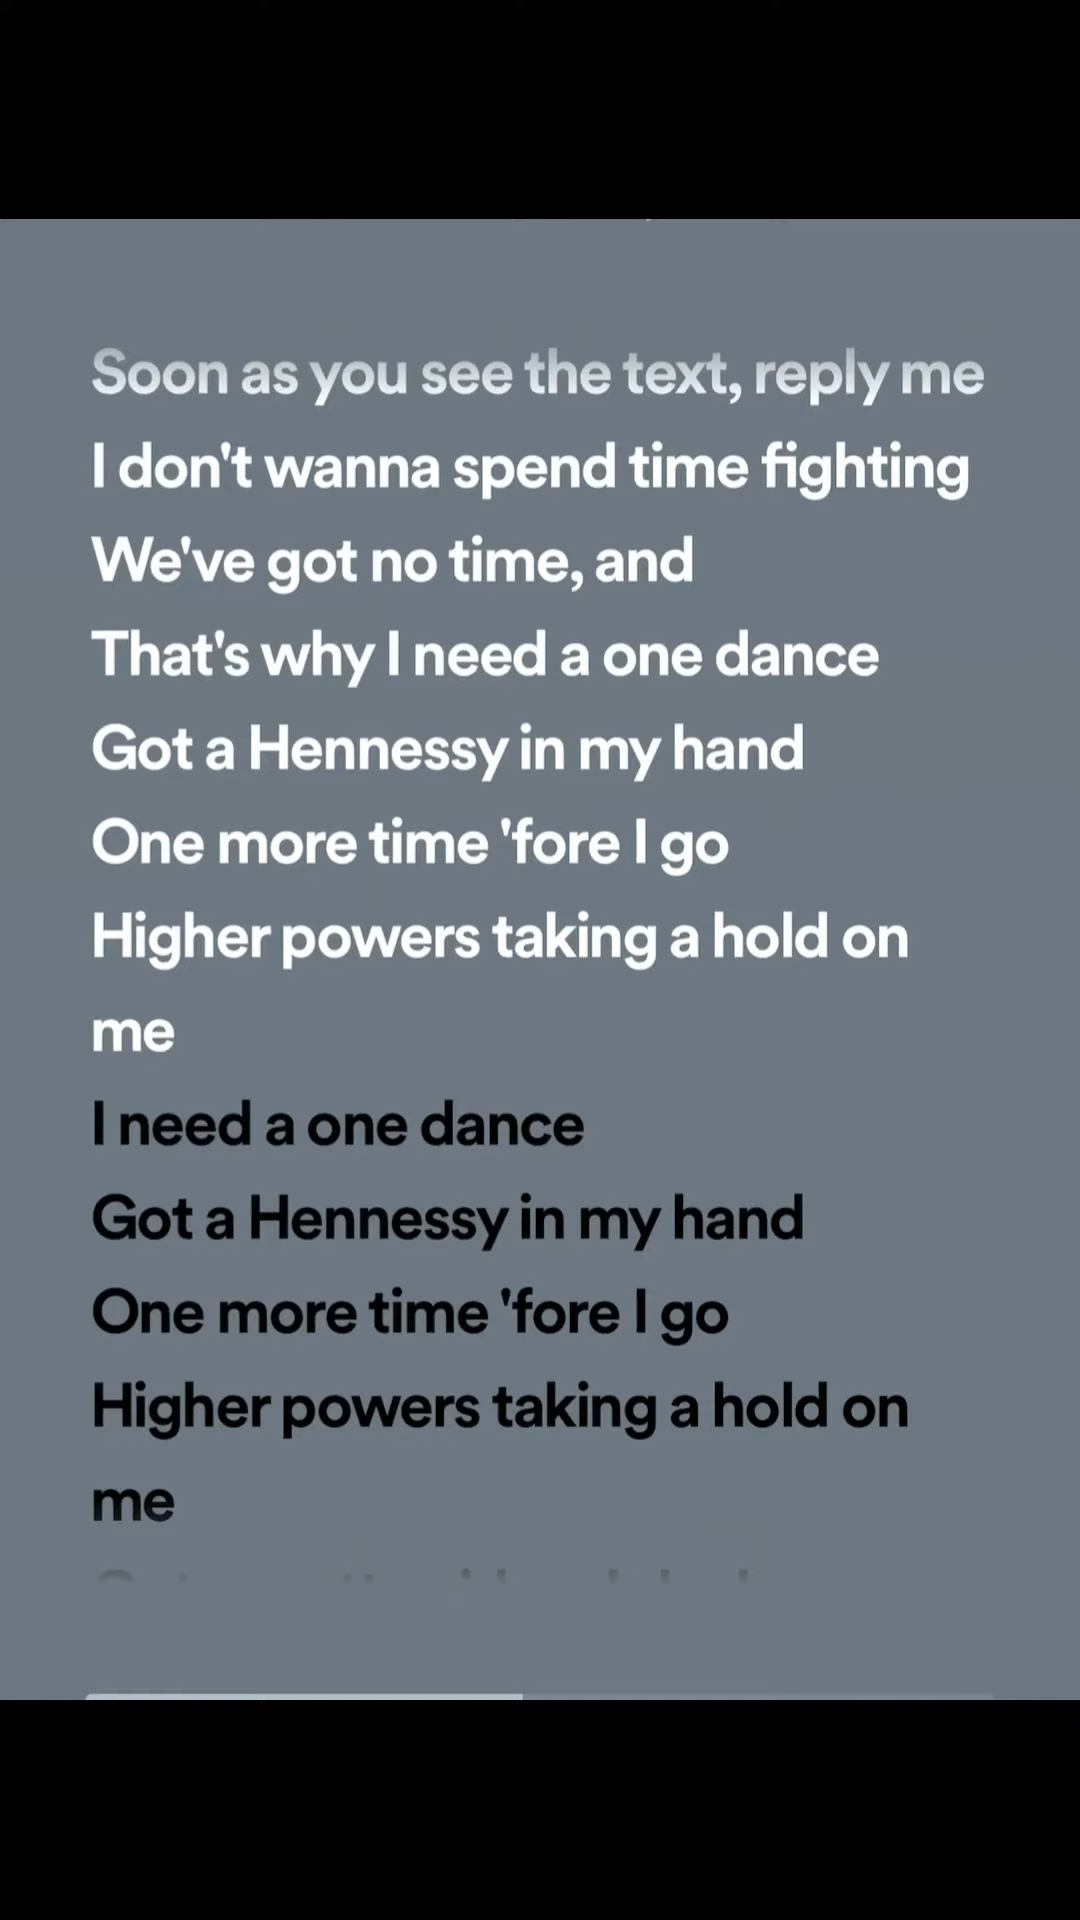 Soon as you see the text, reply me
I don't wanna spend time fighting
We've got no time, and
That's why I need a one dance
Got a Hennessy in my hand
One more time 'fore I go
Higher powers taking a hold on
me
I need a one dance
Got a Hennessy in my hand
One more time 'fore I go
Higher powers taking a hold on
me